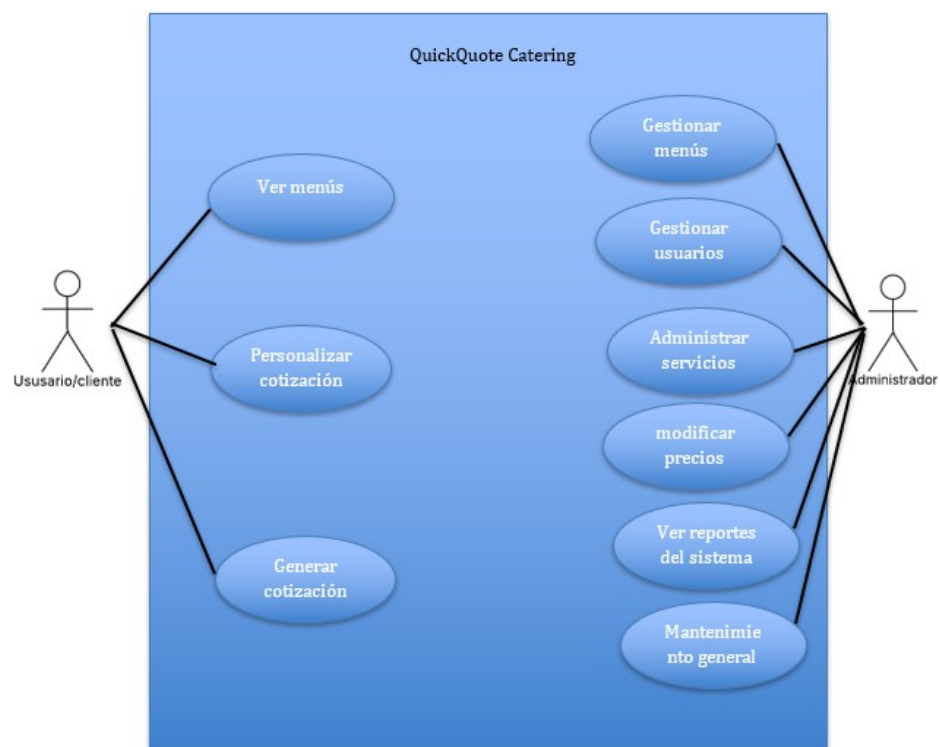 QuickQuote Catering
Ver menús
Personalizar
cotización
Generar
cotización
Ususario/cliente
Gestionar
menús
Gestionar
usuarios
Administrar
servicios
modificar
precios
Ver reportes
del sistema
Mantenimie
nto general
Administrador